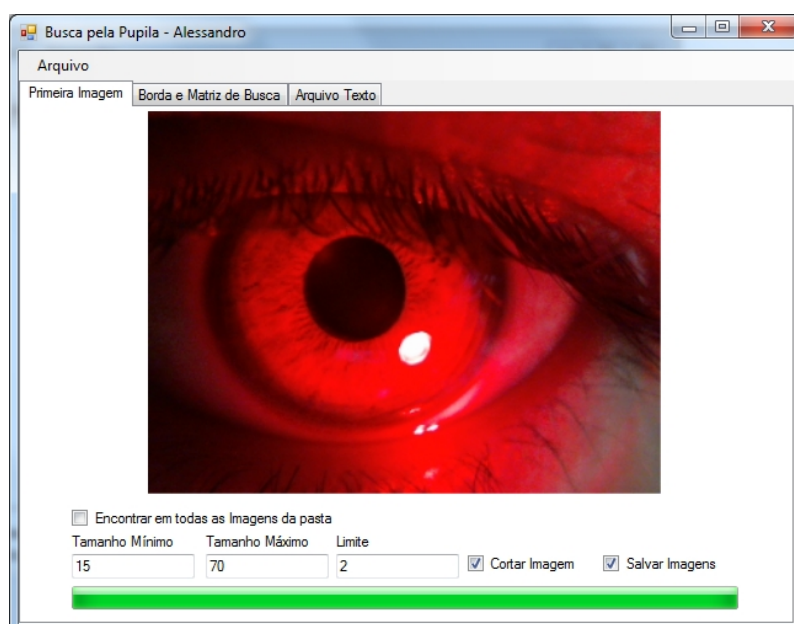 Busca pela Pupila - Alessandro
Arquivo
Primeira Imagem Borda e Matriz de Busca Arquivo Texto
Encontrar em todas as Imagens da pasta
Tamanho Mínimo Tamanho Máximo Limite
15 70 2 Cortar Imagem Salvar Imagens